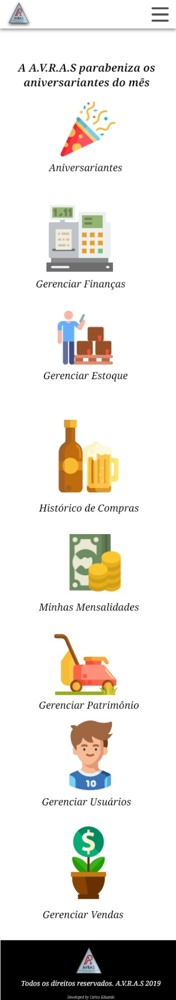 AVRAS
A A.V.R.A.S parabeniza os
aniversariantes do mês
Aniversariantes
1,11
Gerenciar Finanças
Gerenciar Estoque
Histórico de Compras
Minhas Mensalidades
Gerenciar Patrimônio
10
Gerenciar Usuários
$
Gerenciar Vendas
AVRAS
Todos os direitos reservados. A.V.R.A.S 2019
Developed by Carlos Eduardo